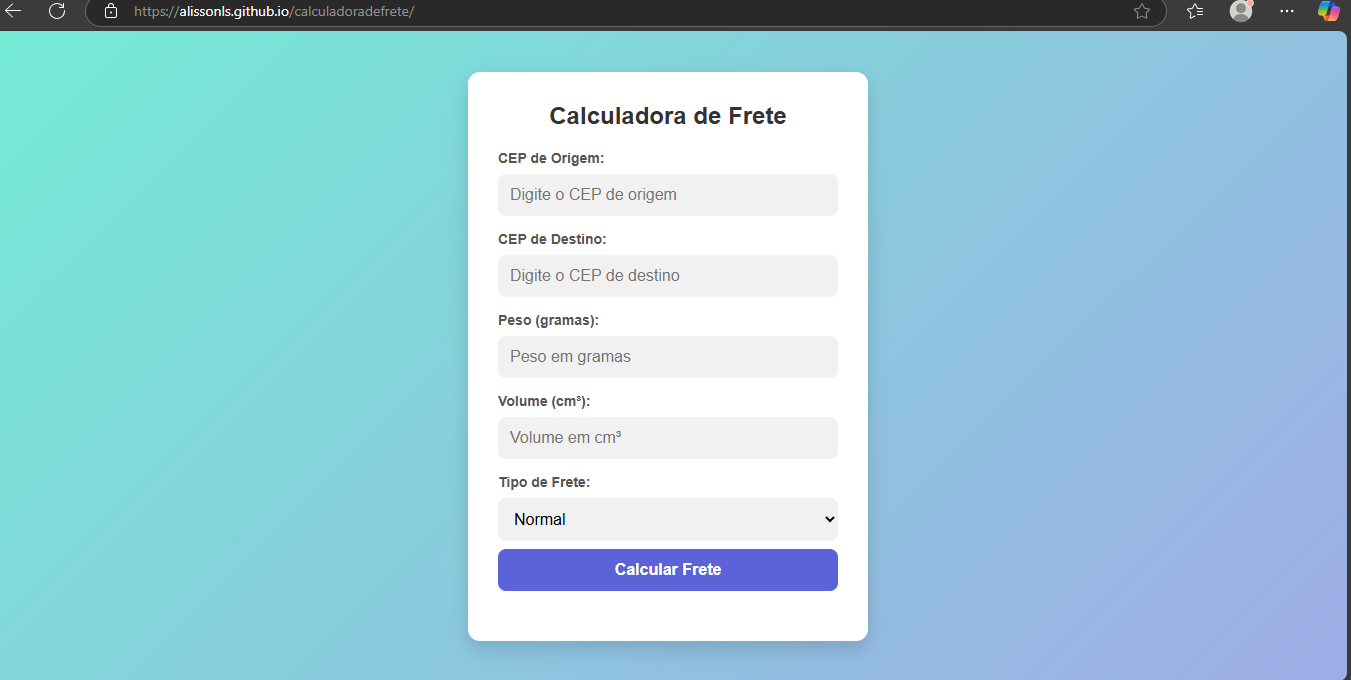 https://alissonls.github.io/calculadoradefrete/
Calculadora de Frete
CEP de Origem:
Digite o CEP de origem
CEP de Destino:
Digite o CEP de destino
Peso (gramas):
Peso em gramas
Volume (cm³):
Volume em cm³
Tipo de Frete:
Normal
Calcular Frete